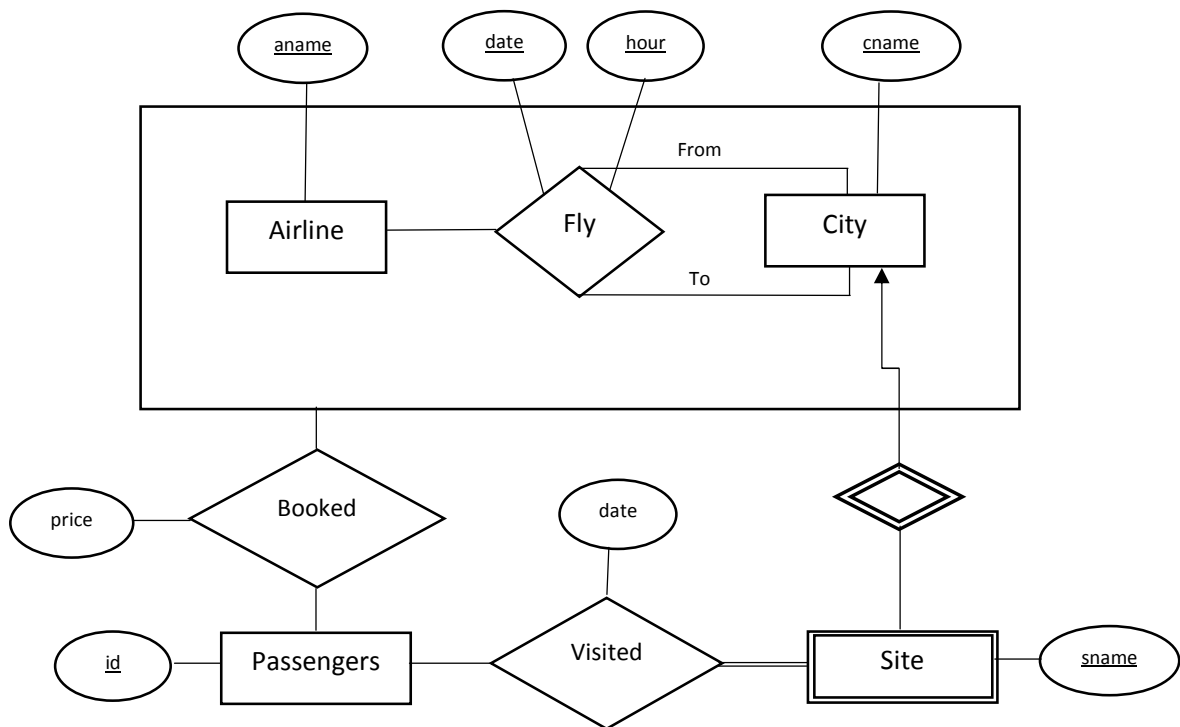 aname
date
hour
cname
From
Airline
Fly
City
To
Booked
date
price
id
Passengers
Visited
Site
sname